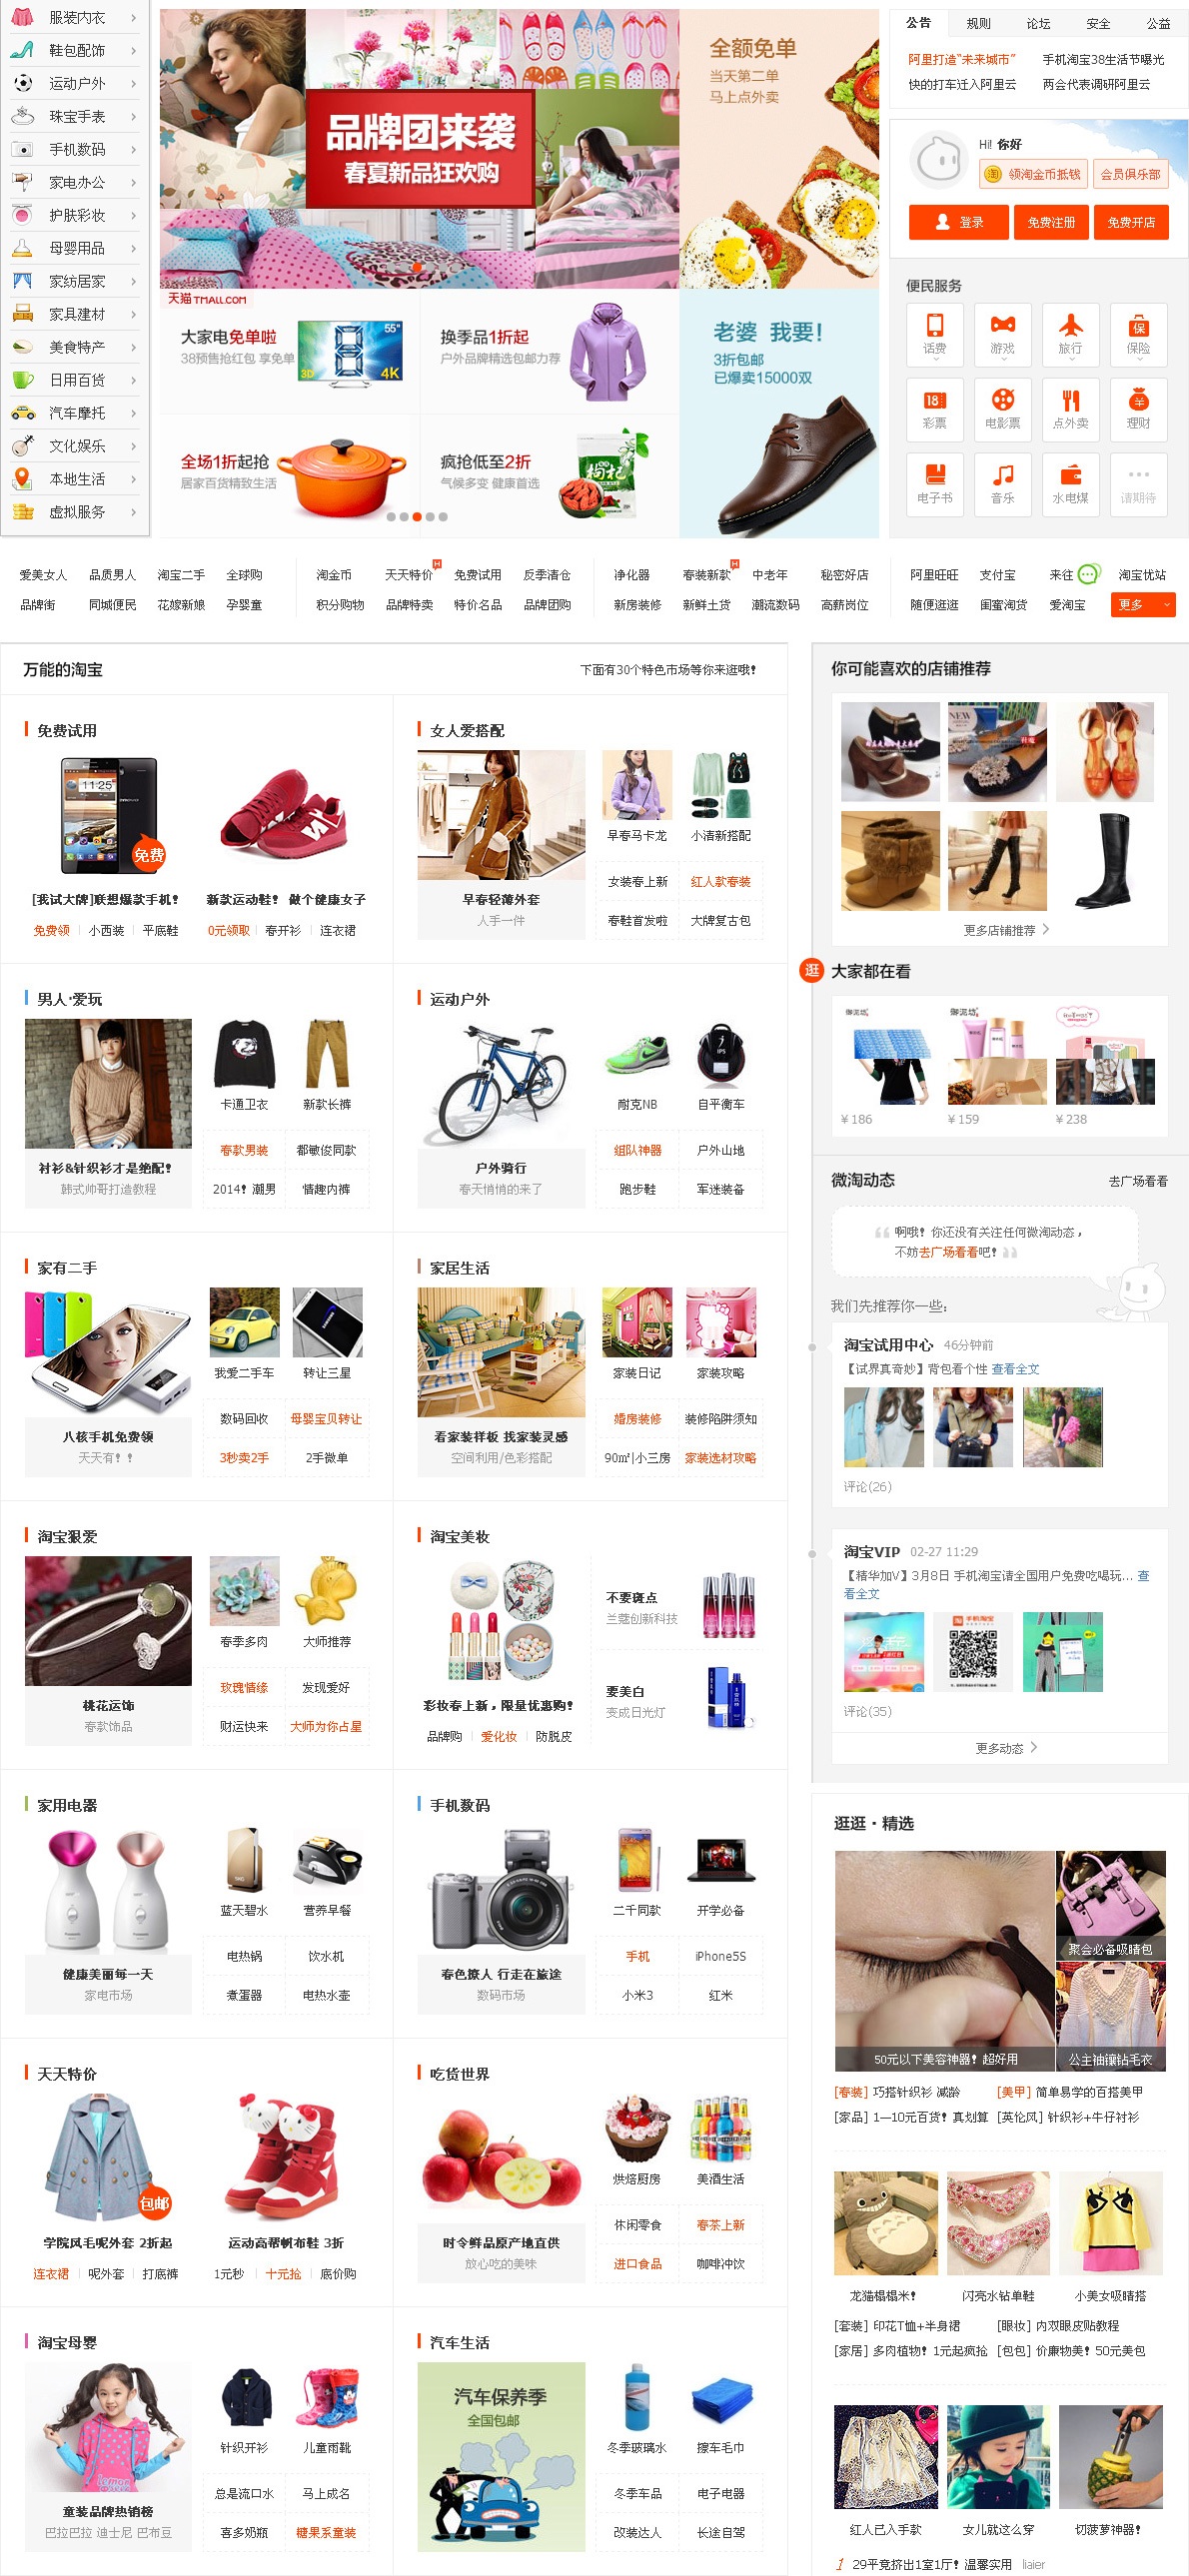 服装内衣
鞋包配饰
运动户外
珠宝手表
手机数码
家电办公
护肤彩妆
母婴用品
家纺居家
家具建材
美食特产
日用百货
汽车摩托
文化娱乐
本地生活
虚拟服务
品牌团来袭
春夏新品狂欢购
全额免单
当天第二单
马上点外卖
天猫TMALL.COM
大家电免单啦
38预售抢红包 享免单
55"
3D
4K
换季品1折起
户外品牌精选包邮力荐
全场1折起抢
居家百货精致生活
疯抢低至2折
气候多变 健康首选
枸杞
老婆 我要!
3折包邮
已爆卖15000双
公告 规则 论坛 安全 公益
阿里打造"未来城市" 手机淘宝38生活节曝光
快的打车迁入阿里云 两会代表调研阿里云
Hi! 你好
淘 领淘金币抵钱 会员俱乐部
登录 免费注册 免费开店
便民服务
话费 游戏 旅行 保险
彩票 电影票 点外卖 理财
电子书 音乐 水电煤 请期待
爱美女人 品质男人 淘宝二手 全球购 淘金币 天天特价 H 免费试用 反季清仓 净化器 春装新款 H 中老年 秘密好店 阿里旺旺 支付宝 来往 淘宝优站
品牌街 同城便民 花嫁新娘 孕婴童 积分购物 品牌特卖 特价名品 品牌团购 新房装修 新鲜土货 潮流数码 高薪岗位 随便逛逛 闺蜜淘货 爱淘宝 更多
万能的淘宝 下面有30个特色市场等你来逛哦!
免费试用
11:25
免费
[我试大牌]联想爆款手机! 新款运动鞋! 做个健康女子
免费领 小西装 平底鞋 0元领取 春开衫 连衣裙
女人爱搭配
早春马卡龙 小清新搭配
女装春上新 红人款春装
早春轻薄外套
人手一件
春鞋首发啦 大牌复古包
男人·爱玩
卡通卫衣 新款长裤
春款男装 都敏俊同款
衬衫&针织衫才是绝配!
韩式帅哥打造教程
2014! 潮男 情趣内裤
运动户外
耐克NB 自平衡车
组队神器 户外山地
户外骑行
春天悄悄的来了
跑步鞋 军迷装备
家有二手
我爱二手车 转让三星
数码回收 母婴宝贝转让
八核手机免费领
天天有!!
3秒卖2手 2手微单
家居生活
家装日记 家装攻略
婚房装修 装修陷阱须知
看家装样板 找家装灵感
空间利用/色彩搭配
90㎡|小三房 家装选材攻略
淘宝狠爱
春季多肉 大师推荐
玫瑰情缘 发现爱好
桃花运饰
春款饰品
财运快来 大师为你占星
淘宝美妆
不要斑点
兰蔻创新科技
要美白
变成日光灯
彩妆春上新，限量优惠购!
品牌购 爱化妆 防脱皮
家用电器
蓝天碧水 营养早餐
电热锅 饮水机
健康美丽每一天
家电市场
煮蛋器 电热水壶
手机数码
二千同款 开学必备
手机 iPhone5S
春色撩人 行走在旅途
数码市场
小米3 红米
天天特价
包邮
学院风毛呢外套 2折起 运动高帮帆布鞋 3折
连衣裙 呢外套 打底裤 1元秒 十元抢 底价购
吃货世界
烘焙厨房 美酒生活
休闲零食 春茶上新
时令鲜品原产地直供
放心吃的美味
进口食品 咖啡冲饮
淘宝母婴
针织开衫 儿童雨靴
总是流口水 马上成名
童装品牌热销榜
巴拉巴拉 迪士尼 巴布豆
喜多奶瓶 糖果系童装
汽车生活
汽车保养季
全国包邮
冬季玻璃水 擦车毛巾
冬季车品 电子电器
改装达人 长途自驾
你可能喜欢的店铺推荐
更多店铺推荐
逛 大家都在看
御泥坊 御泥坊
¥186 ¥159 ¥238
微淘动态 去广场看看
啊哦! 你还没有关注任何微淘动态，
不妨去广场看看吧!
我们先推荐你一些:
淘宝试用中心 46分钟前
【试界真奇妙】背包看个性 查看全文
评论(26)
淘宝VIP 02-27 11:29
【精华加V】3月8日 手机淘宝请全国用户免费吃喝玩... 查
看全文
手机淘宝
评论(35)
更多动态
逛逛·精选
聚会必备吸睛包
50元以下美容神器! 超好用 公主袖镶钻毛衣
[春装] 巧搭针织衫 减龄 [美甲] 简单易学的百搭美甲
[家品] 1—10元百货! 真划算 [英伦风] 针织衫+牛仔衬衫
龙猫榻榻米! 闪亮水钻单鞋 小美女吸睛搭
[套装] 印花T恤+半身裙 [眼妆] 内双眼皮贴教程
[家居] 多肉植物! 1元起疯抢 [包包] 价廉物美! 50元美包
红人已入手款 女儿就这么穿 切菠萝神器!
1 29平竟挤出1室1厅! 温馨实用 liaier